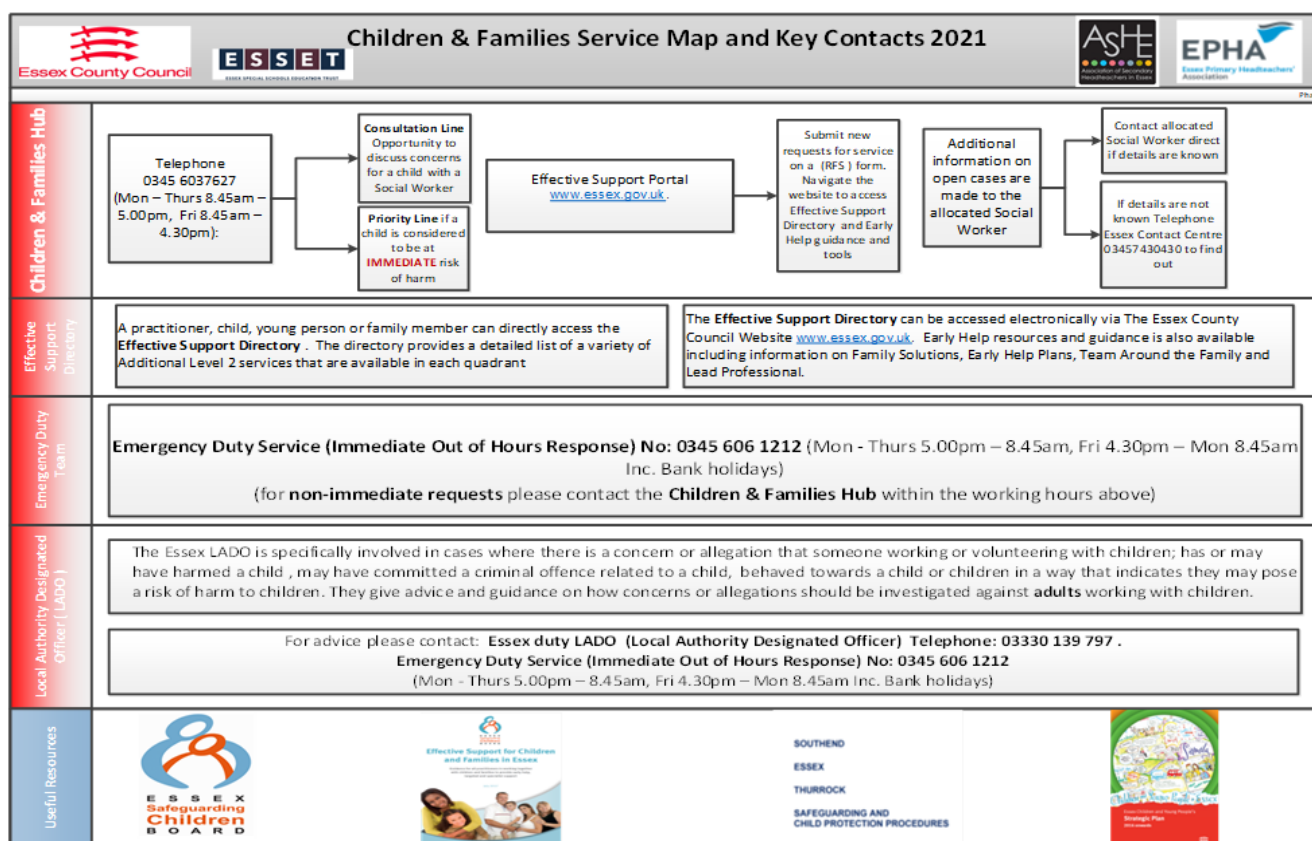 Children & Families Service Map and Key Contacts 2021
Essex County Council
ESSET
ESSEX SPECIAL SCHOOLS EDUCATION TRUST
ASHE
Association of Secondary
Headteachers in Essex
EPHA
Essex Primary Headteachers'
Association
Pha
Children & Families Hub
Telephone
0345 6037627
(Mon – Thurs 8.45am –
5.00pm, Fri 8.45am –
4.30pm):
Consultation Line
Opportunity to
discuss concerns
for a child with a
Social Worker
Priority Line if a
child is considered
to be at
IMMEDIATE risk
of harm
Effective Support Portal
www.essex.gov.uk.
Submit new
requests for service
on a (RFS ) form.
Navigate the
website to access
Effective Support
Directory and Early
Help guidance and
tools
Additional
information on
open cases are
made to the
allocated Social
Worker
Contact allocated
Social Worker direct
if details are known
If details are not
known Telephone
Essex Contact Centre
03457430430 to find
out
Effective
Support
Directory
A practitioner, child, young person or family member can directly access the
Effective Support Directory . The directory provides a detailed list of a variety of
Additional Level 2 services that are available in each quadrant
The Effective Support Directory can be accessed electronically via The Essex County
Council Website www.essex.gov.uk. Early Help resources and guidance is also available
including information on Family Solutions, Early Help Plans, Team Around the Family and
Lead Professional.
Emergency Duty
Team
Emergency Duty Service (Immediate Out of Hours Response) No: 0345 606 1212 (Mon - Thurs 5.00pm – 8.45am, Fri 4.30pm – Mon 8.45am
Inc. Bank holidays)
(for non-immediate requests please contact the Children & Families Hub within the working hours above)
Local Authority Designated
Officer ( LADO )
The Essex LADO is specifically involved in cases where there is a concern or allegation that someone working or volunteering with children; has or may
have harmed a child , may have committed a criminal offence related to a child, behaved towards a child or children in a way that indicates they may pose
a risk of harm to children. They give advice and guidance on how concerns or allegations should be investigated against adults working with children.
For advice please contact: Essex duty LADO (Local Authority Designated Officer) Telephone: 03330 139 797 .
Emergency Duty Service (Immediate Out of Hours Response) No: 0345 606 1212
(Mon - Thurs 5.00pm – 8.45am, Fri 4.30pm – Mon 8.45am Inc. Bank holidays)
Useful Resources
ESSEX
Safeguarding
Children
BOARD
Effective Support for Children
and Families in Essex
SOUTHEND
ESSEX
THURROCK
SAFEGUARDING AND
CHILD PROTECTION PROCEDURES
Essex Children and Young People's
Strategic Plan